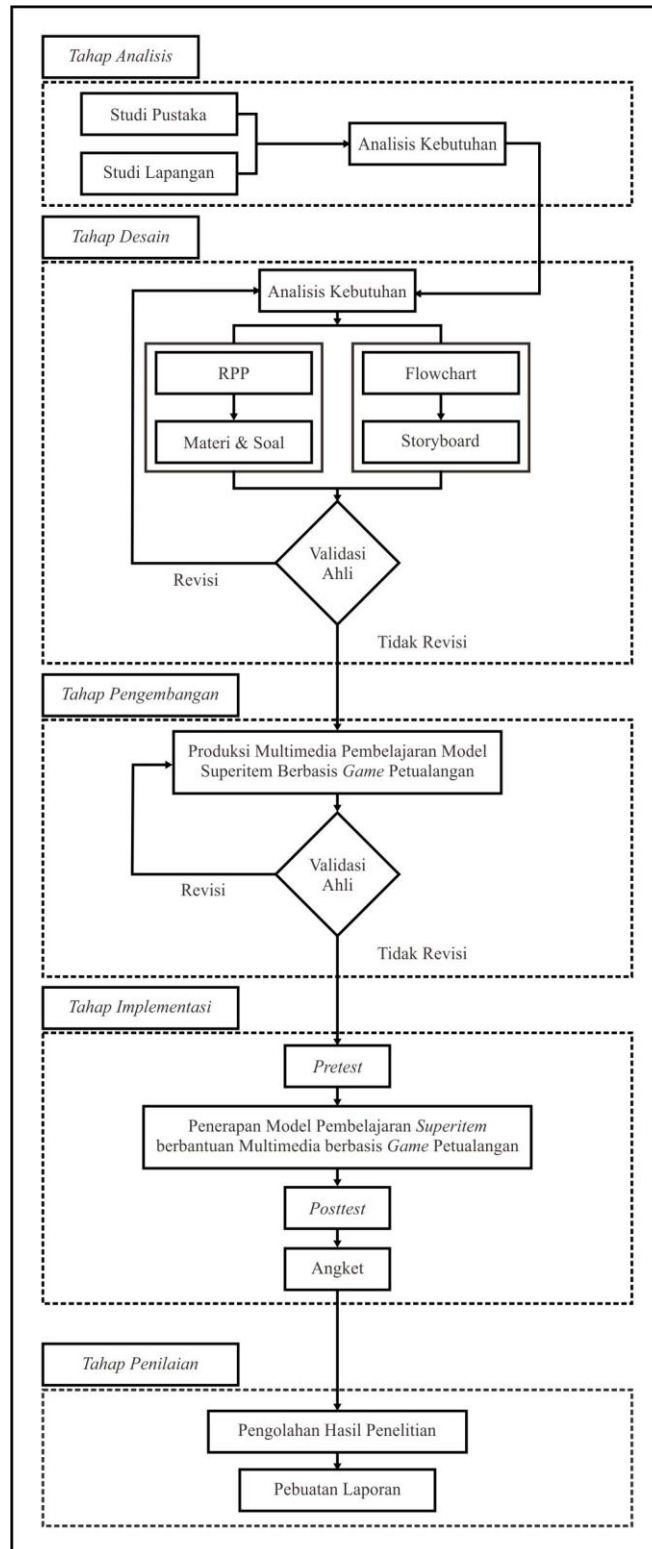 Tahap Analisis
Studi Pustaka
Studi Lapangan
Analisis Kebutuhan
Tahap Desain
Analisis Kebutuhan
RPP
Flowchart
Materi & Soal
Storyboard
Validasi
Ahli
Revisi
Tidak Revisi
Tahap Pengembangan
Produksi Multimedia Pembelajaran Model
Superitem Berbasis Game Petualangan
Validasi
Ahli
Revisi
Tidak Revisi
Tahap Implementasi
Pretest
Penerapan Model Pembelajaran Superitem
berbantuan Multimedia berbasis Game Petualangan
Posttest
Angket
Tahap Penilaian
Pengolahan Hasil Penelitian
Pebuatan Laporan